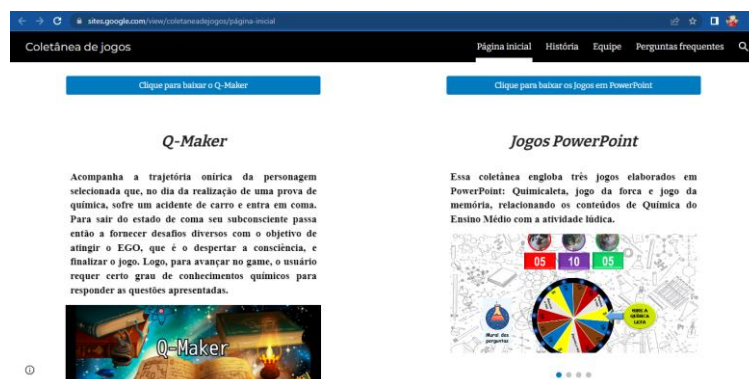 sites.google.com/view/coletaneadejogos/página-inicial
Coletânea de jogos
Página inicial História Equipe Perguntas frequentes
Clique para baixar o Q-Maker
Q-Maker
Acompanha a trajetória onírica da personagem
selecionada que, no dia da realização de uma prova de
química, sofre um acidente de carro e entra em coma.
Para sair do estado de coma seu subconsciente passa
então a fornecer desafios diversos com o objetivo de
atingir o EGO, que é o despertar a consciência, e
finalizar o jogo. Logo, para avançar no game, o usuário
requer certo grau de conhecimentos químicos para
responder as questões apresentadas.
Q-Maker
Clique para baixar os Jogos em PowerPoint
Jogos PowerPoint
Essa coletânea engloba três jogos elaborados em
PowerPoint: Quimicaleta, jogo da forca e jogo da
memória, relacionando os conteúdos de Química do
Ensino Médio com a atividade lúdica.
05 10 05
Mural das
perguntas